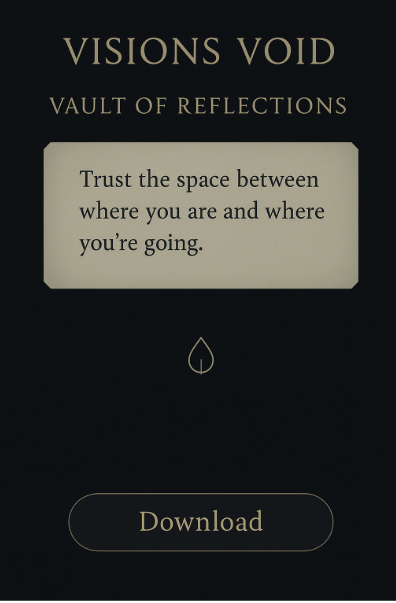 VISIONS VOID
VAULT OF REFLECTIONS
Trust the space between
where you are and where
you’re going.
Download